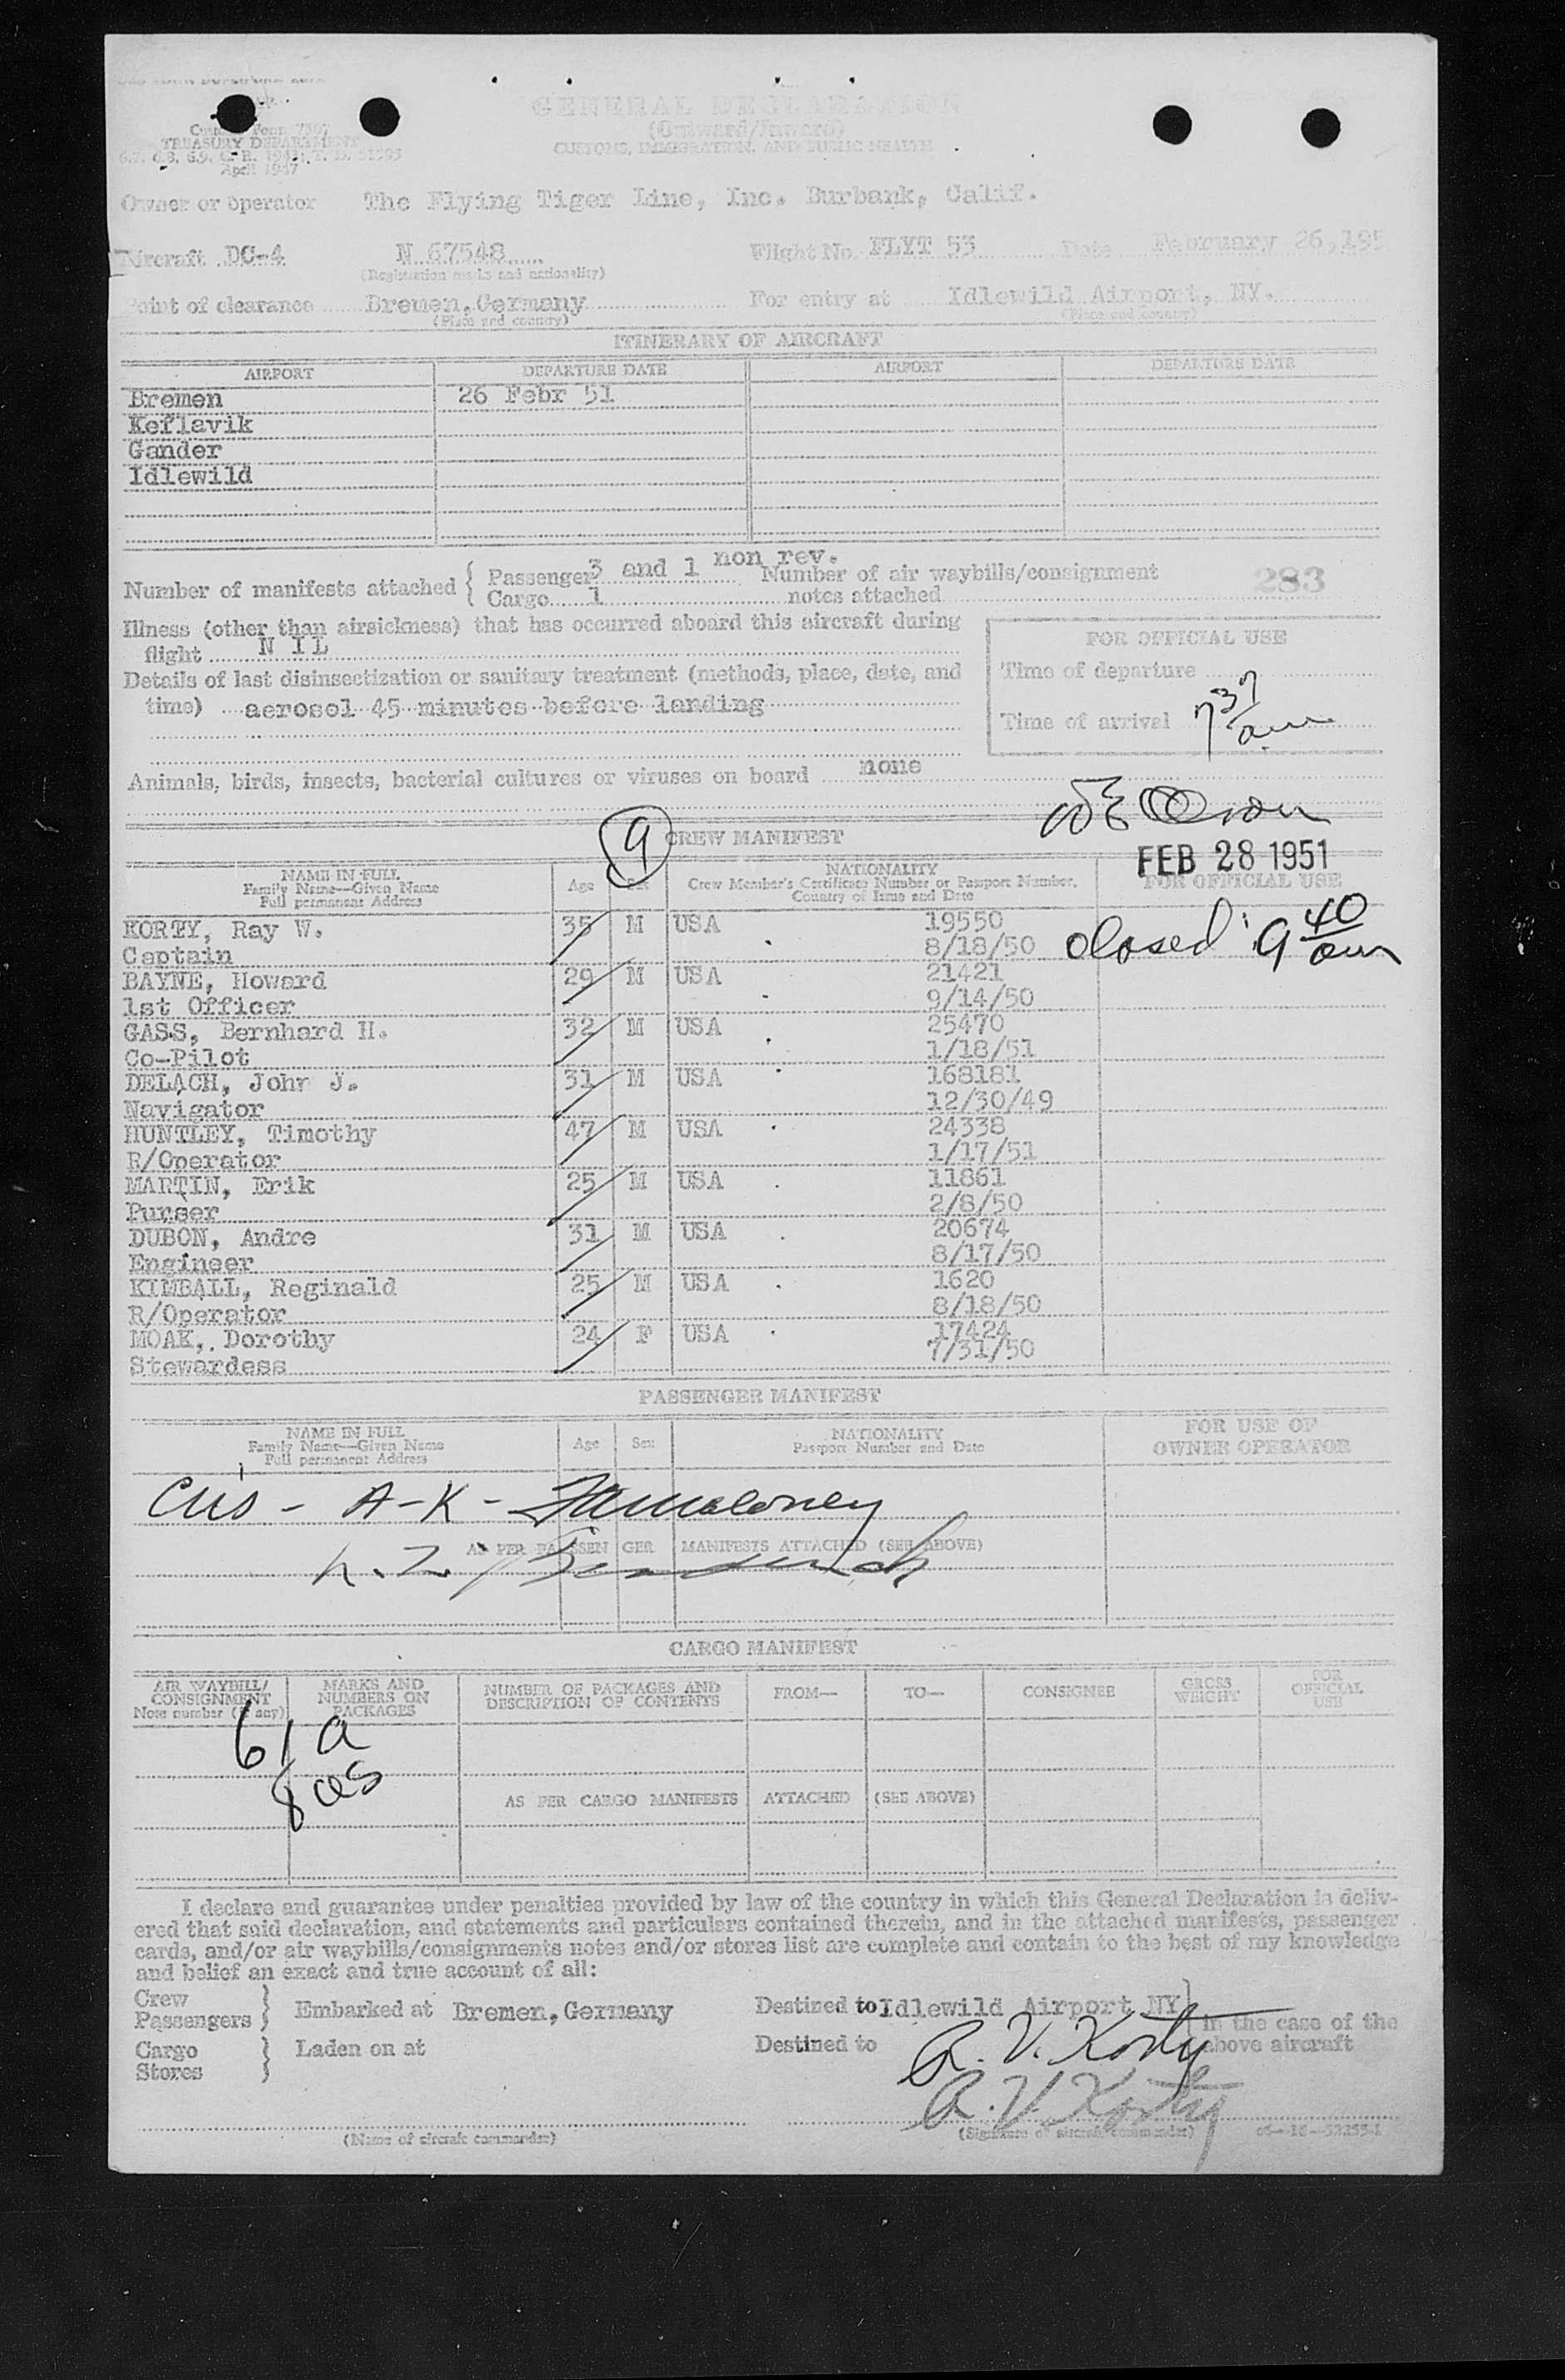 Customs Form 7507
TREASURY DEPARTMENT
April 1947
GENERAL DECLARATION
(Outward/Inward)
CUSTOMS, IMMIGRATION, AND PUBLIC HEALTH
Owner or Operator The Flying Tiger Line, Inc. Burbank, Calif.
Aircraft DC-4 N 67548 Flight No. FLYT 53 Date February 26, 195
(Registration marks and nationality)
Point of clearance Bremen, Germany For entry at Idlewild Airport, NY.
(Place and country) (Place and country)
ITINERARY OF AIRCRAFT
AIRPORT DEPARTURE DATE AIRPORT DEPARTURE DATE
Bremen 26 Febr 51
Keflavik
Gander
Idlewild
Number of manifests attached { Passenger 3 and 1 non rev. Number of air waybills/consignment
Cargo 1 notes attached
283
Illness (other than airsickness) that has occurred aboard this aircraft during
flight N I L
Details of last disinsectization or sanitary treatment (methods, place, date, and
time) aerosol 45 minutes before landing
FOR OFFICIAL USE
Time of departure
Time of arrival 7 37 am
Animals, birds, insects, bacterial cultures or viruses on board none
9
CREW MANIFEST
FEB 28 1951
NAME IN FULL
Family Name—Given Name
Full permanent Address
Age Sex
NATIONALITY
Crew Member's Certificate Number or Passport Number,
Country of Issue and Date
FOR OFFICIAL USE
closed: 9 40 am
KORTY, Ray W. 35 M USA 19550
Captain 8/18/50
BAYNE, Howard 29 M USA 21421
1st Officer 9/14/50
GASS, Bernhard H. 32 M USA 25470
Co-Pilot 1/18/51
DELACH, John J. 31 M USA 168181
Navigator 12/30/49
HUNTLEY, Timothy 47 M USA 24338
R/Operator 1/17/51
MARTIN, Erik 25 M USA 11861
Purser 2/8/50
DUBON, Andre 31 M USA 20674
Engineer 8/17/50
KIMBALL, Reginald 25 M USA 1620
R/Operator 8/18/50
MOAK, Dorothy 24 F USA 17424
Stewardess 7/31/50
PASSENGER MANIFEST
NAME IN FULL
Family Name—Given Name
Full permanent Address
Age Sex
NATIONALITY
Passport Number and Date
FOR USE OF
OWNER OPERATOR
AS PER PASSENGER MANIFESTS ATTACHED (SEE ABOVE)
CARGO MANIFEST
AIR WAYBILL/
CONSIGNMENT
Note number (if any)
MARKS AND
NUMBERS ON
PACKAGES
NUMBER OF PACKAGES AND
DESCRIPTION OF CONTENTS
FROM— TO— CONSIGNEE
GROSS
WEIGHT
FOR
OFFICIAL
USE
61 a
AS PER CARGO MANIFESTS ATTACHED (SEE ABOVE)
I declare and guarantee under penalties provided by law of the country in which this General Declaration is deliv-
ered that said declaration, and statements and particulars contained therein, and in the attached manifests, passenger
cards, and/or air waybills/consignments notes and/or stores list are complete and contain to the best of my knowledge
and belief an exact and true account of all:
Crew
Passengers } Embarked at Bremen, Germany Destined to Idlewild Airport NY } in the case of the
Cargo
Stores } Laden on at Destined to above aircraft
R. V. Korty
R. V. Korty
(Name of aircraft commander) (Signature of aircraft commander)